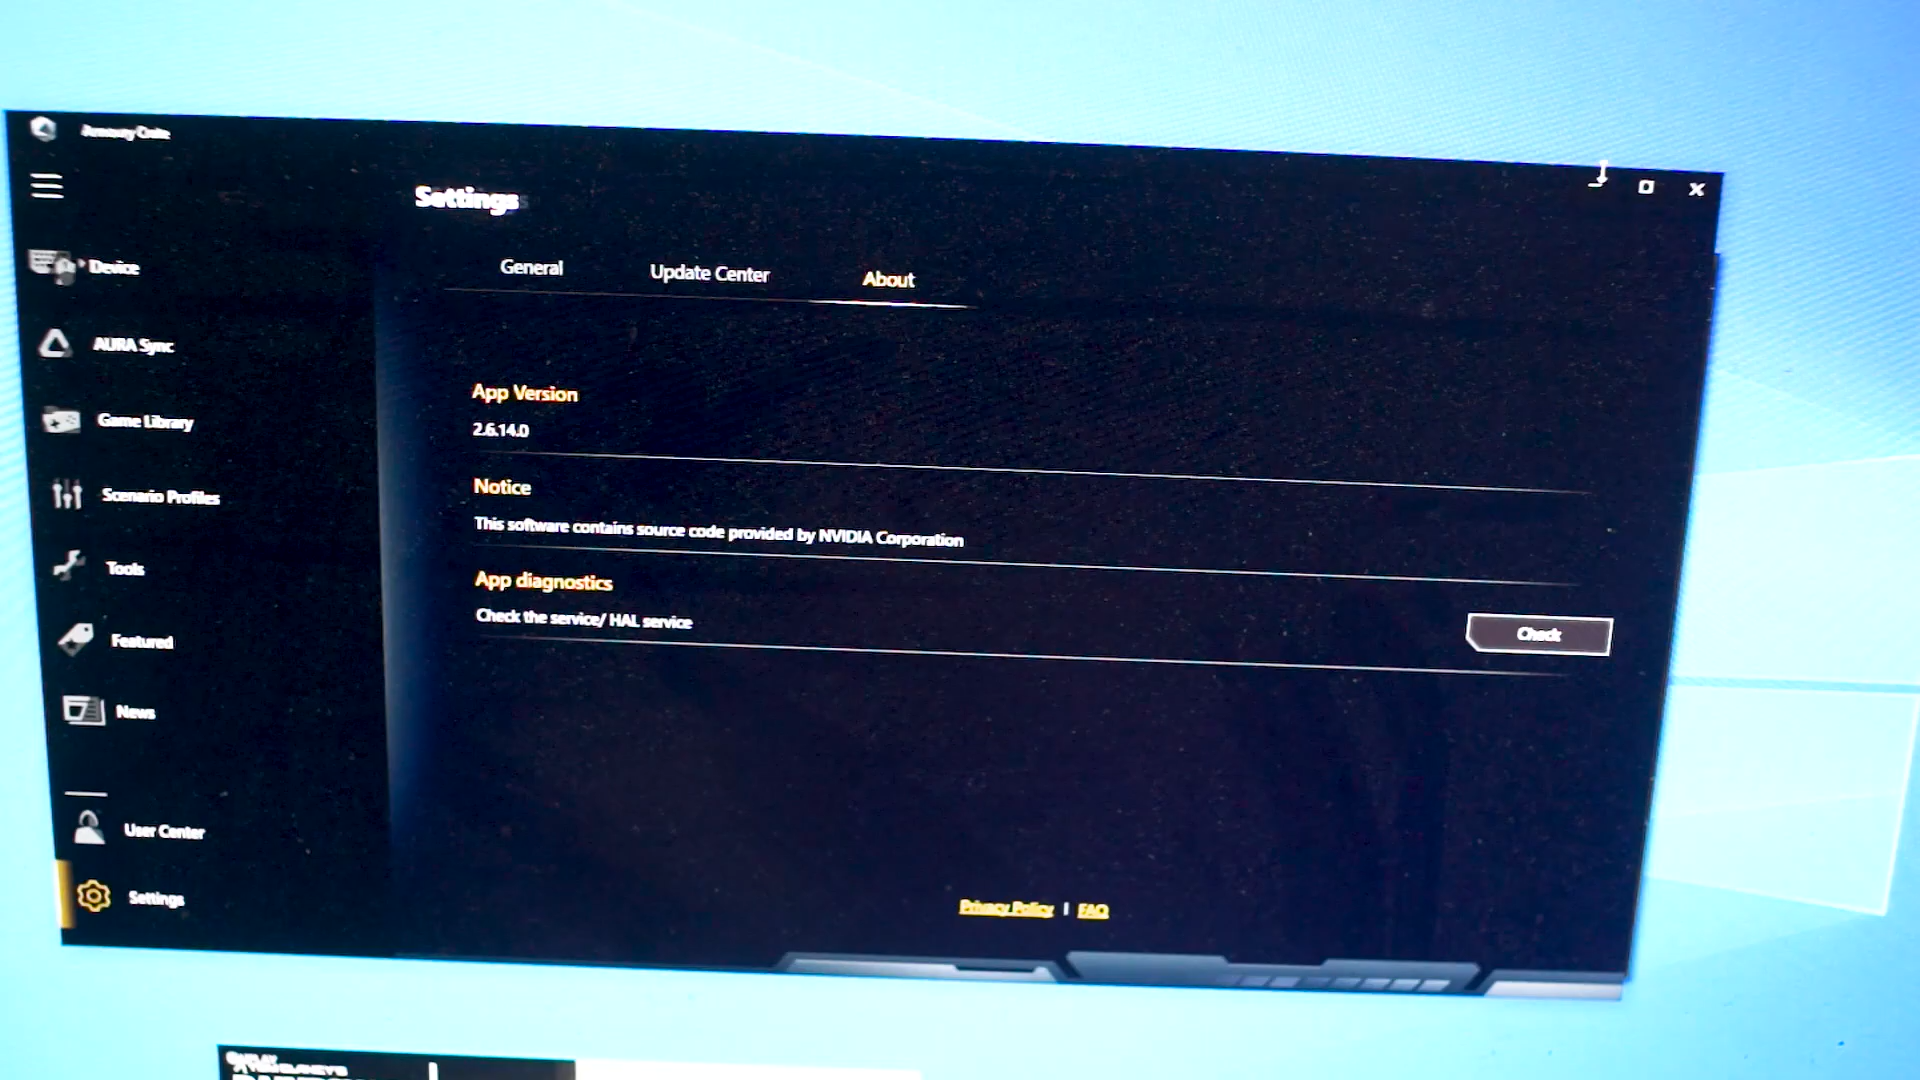 Armoury Crate
Settings
General
Update Center
About
Device
AURA Sync
Game Library
Scenario Profiles
Tools
Featured
News
User Center
Settings
App Version
2.6.14.0
Notice
This software contains source code provided by NVIDIA Corporation
App diagnostics
Check the service/ HAL service
Check
Privacy Policy | FAQ